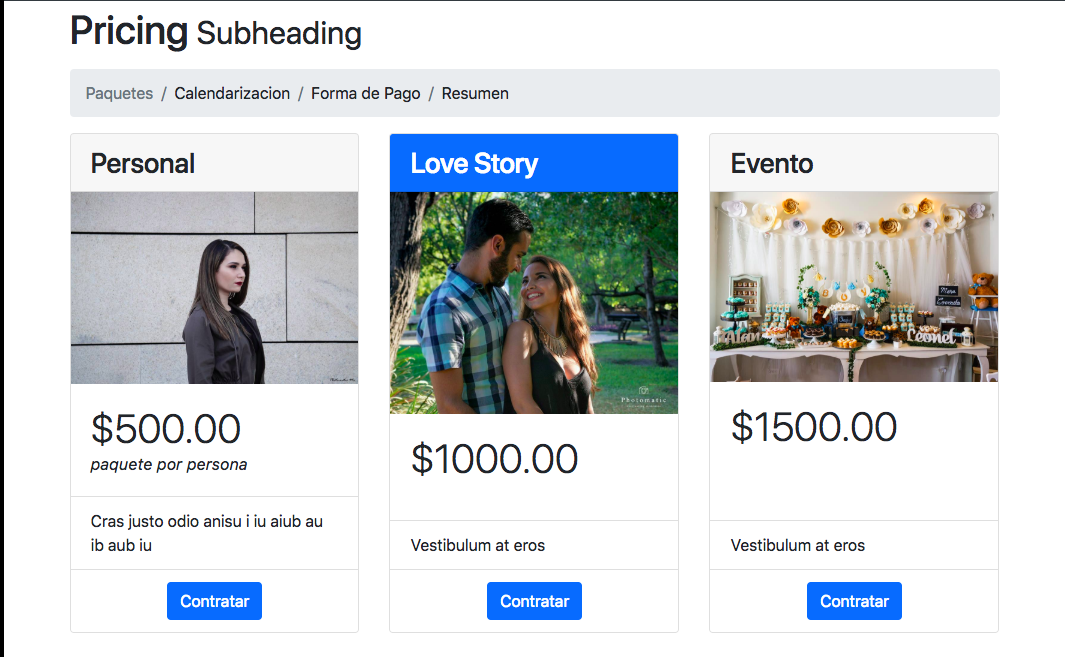 Pricing Subheading
Paquetes / Calendarizacion / Forma de Pago / Resumen
Personal
$500.00
paquete por persona
Cras justo odio anisu i iu aiub au
ib aub iu
Contratar
Love Story
Photomatic
$1000.00
Vestibulum at eros
Contratar
Evento
Alan
Leonel
$1500.00
Vestibulum at eros
Contratar